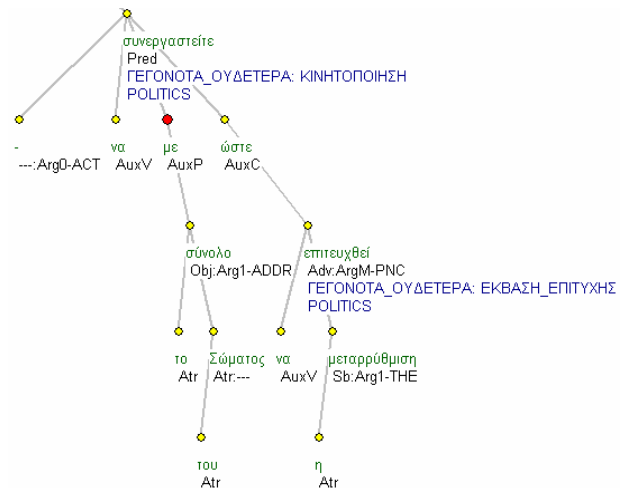 συνεργαστείτε
Pred
ΓΕΓΟΝΟΤΑ_ΟΥΔΕΤΕΡΑ: ΚΙΝΗΤΟΠΟΙΗΣΗ
POLITICS
- να με ώστε
---:Arg0-ACT AuxV AuxP AuxC
σύνολο επιτευχθεί
Obj:Arg1-ADDR Adv:ArgM-PNC
ΓΕΓΟΝΟΤΑ_ΟΥΔΕΤΕΡΑ: ΕΚΒΑΣΗ_ΕΠΙΤΥΧΗΣ
POLITICS
το Σώματος να μεταρρύθμιση
Atr Atr:--- AuxV Sb:Arg1-THE
του η
Atr Atr